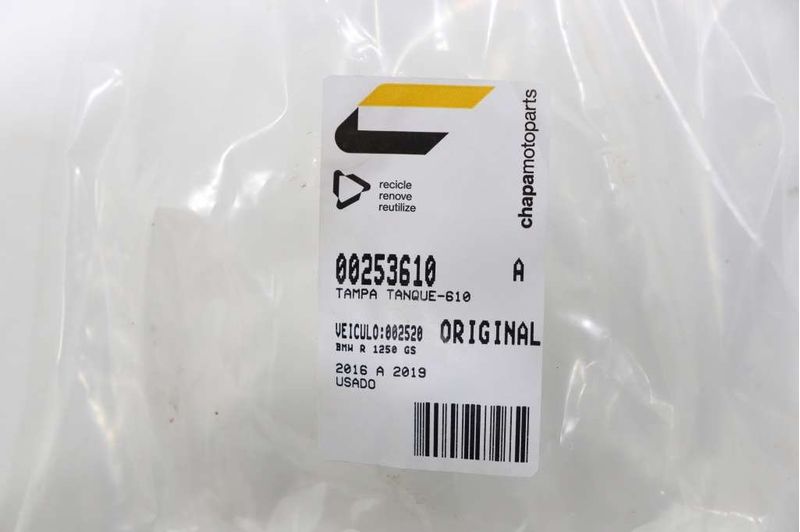 chapamotoparts
recicle
renove
reutilize
00253610 A
TAMPA TANQUE-610
VEICULO:002520 ORIGINAL
BMW R 1250 GS
2016 A 2019
USADO